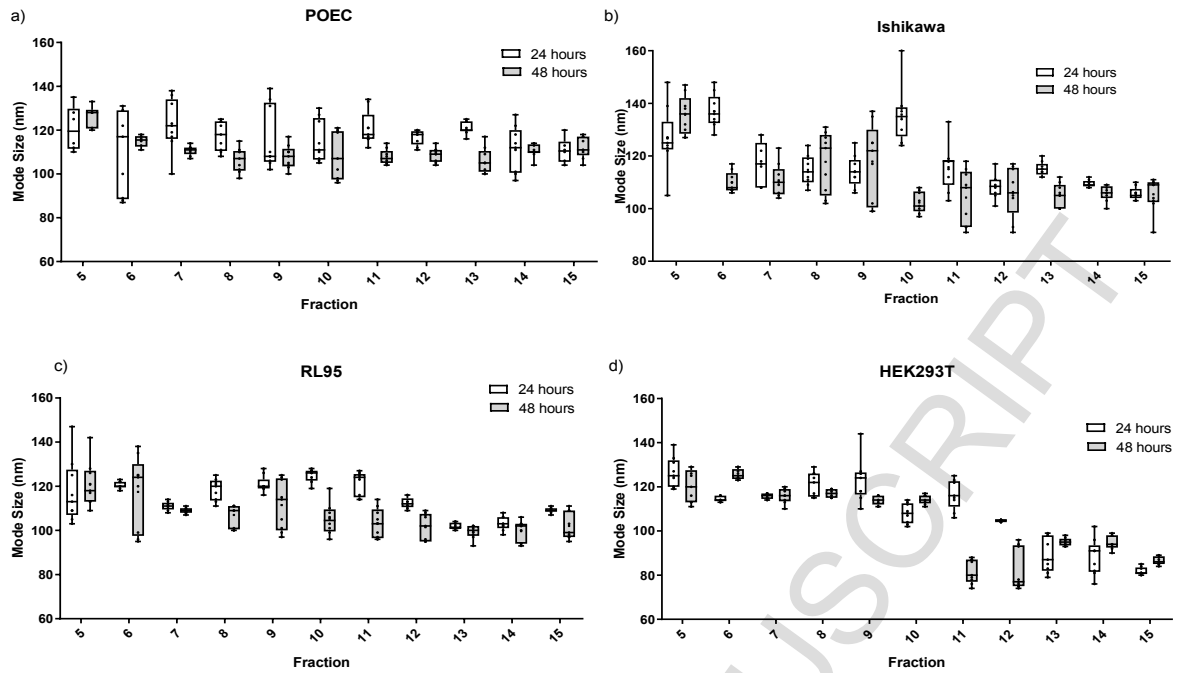 a)
POEC
24 hours
48 hours
Mode Size (nm)
160
140
120
100
80
60
5 6 7 8 9 10 11 12 13 14 15
Fraction
b)
Ishikawa
24 hours
48 hours
Mode Size (nm)
160
140
120
100
80
5 6 7 8 9 10 11 12 13 14 15
Fraction
c)
RL95
24 hours
48 hours
Mode Size (nm)
160
140
120
100
80
60
5 6 7 8 9 10 11 12 13 14 15
Fraction
d)
HEK293T
24 hours
48 hours
Mode Size (nm)
160
140
120
100
80
60
5 6 7 8 9 10 11 12 13 14 15
Fraction
USCRIPT